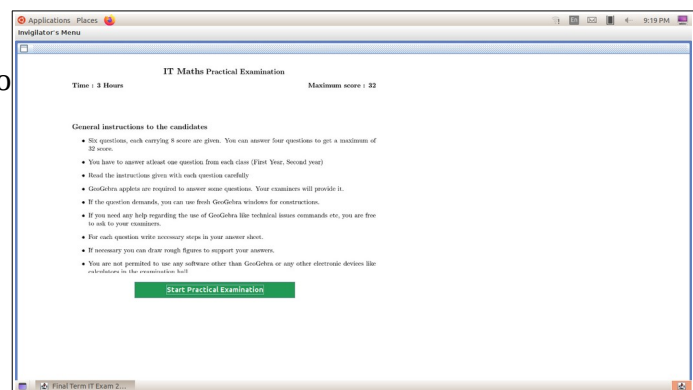 o
Applications Places En 9:19 PM
Invigilator's Menu
IT Maths Practical Examination
Time : 3 Hours Maximum score : 32
General instructions to the candidates
• Six questions, each carrying 8 score are given. You can answer four questions to get a maximum of
32 score.
• You have to answer atleast one question from each class (First Year, Second year)
• Read the instructions given with each question carefully
• GeoGebra applets are required to answer some questions. Your examiners will provide it.
• If the question demands, you can use fresh GeoGebra windows for constructions.
• If you need any help regarding the use of GeoGebra like technical issues commands etc, you are free
to ask to your examiners.
• For each question write necessary steps in your answer sheet.
• If necessary you can draw rough figures to support your answers.
• You are not permited to use any software other than GeoGebra or any other electronic devices like
calculators in the examination hall
Start Practical Examination
Final Term IT Exam 2...